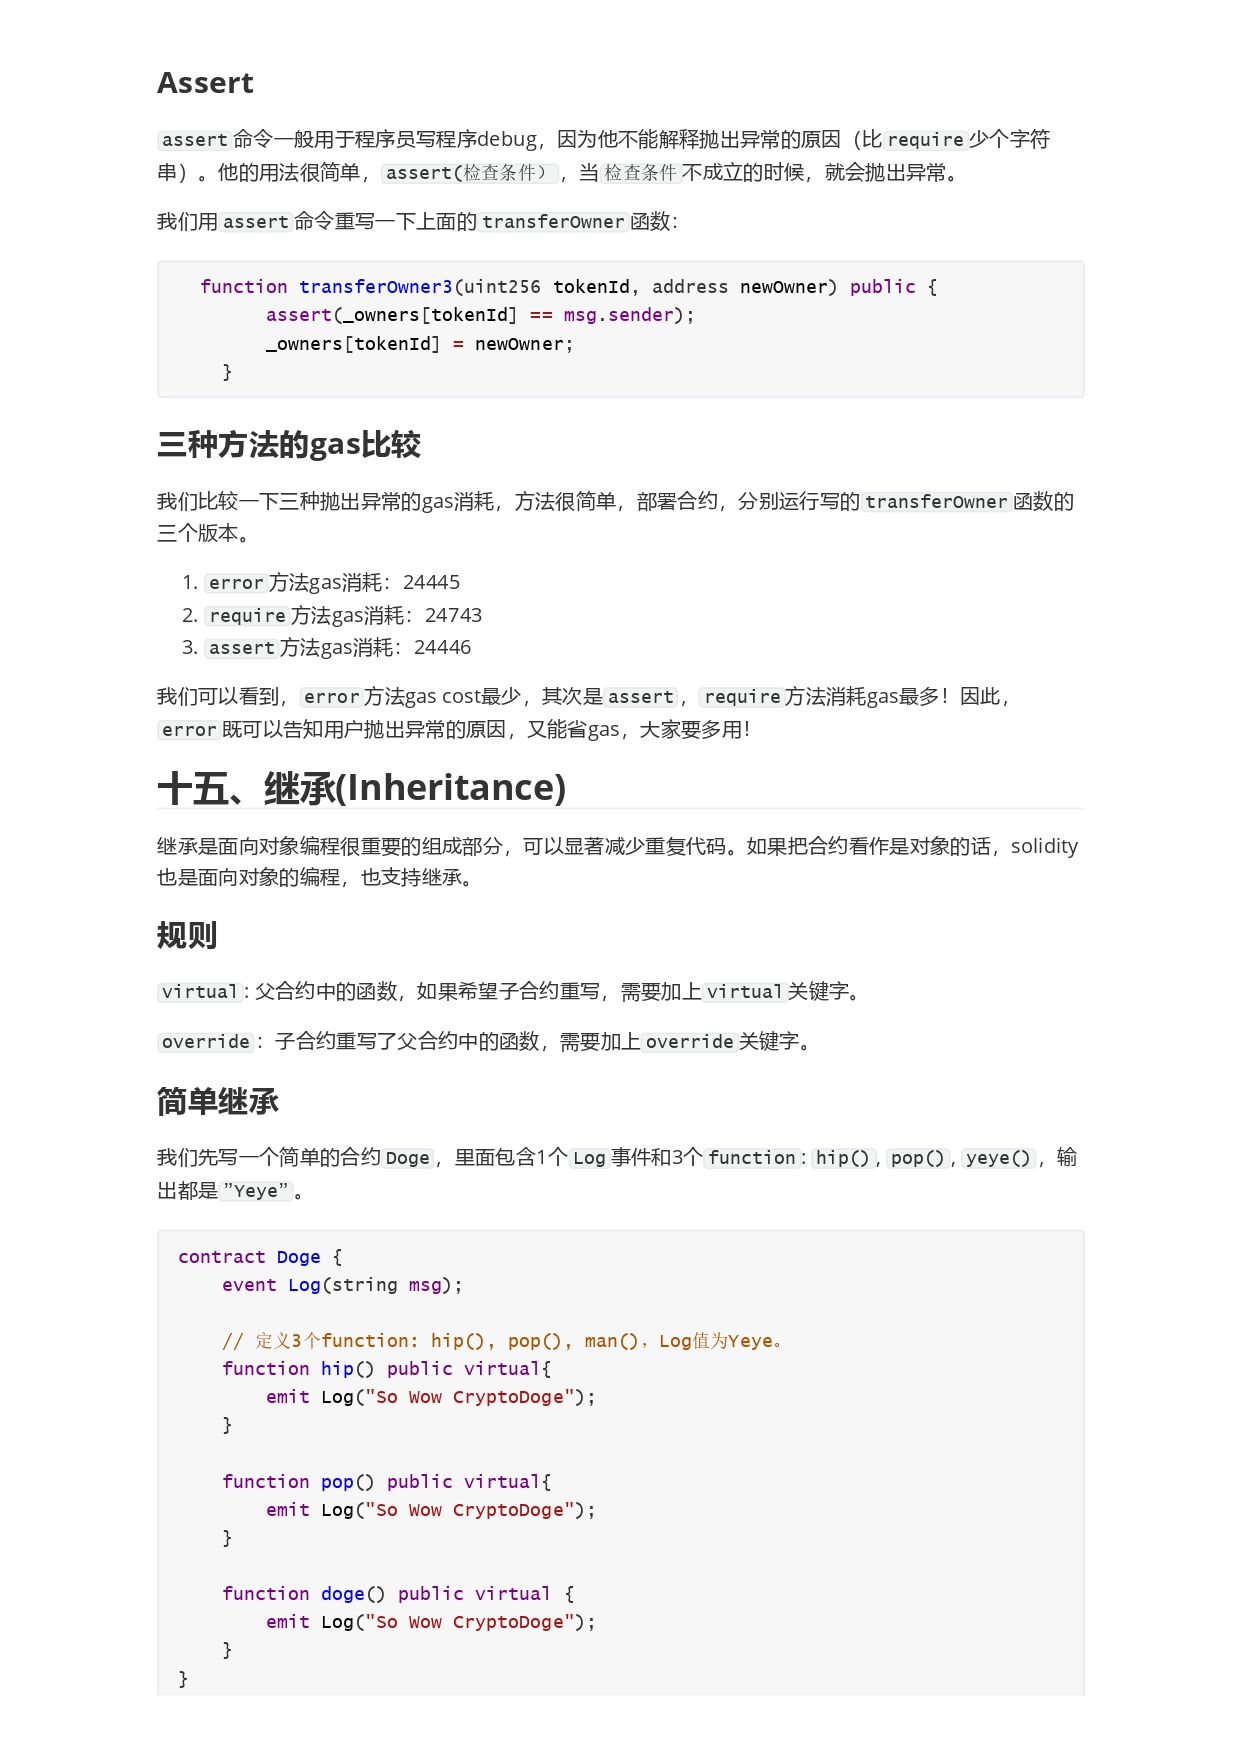 Assert
assert命令一般用于程序员写程序debug，因为他不能解释抛出异常的原因（比require少个字符
串）。他的用法很简单，assert(检查条件），当检查条件不成立的时候，就会抛出异常。
我们用assert命令重写一下上面的transferOwner函数：
function transferOwner3(uint256 tokenId, address newOwner) public {
assert(_owners[tokenId] == msg.sender);
_owners[tokenId] = newOwner;
}
三种方法的gas比较
我们比较一下三种抛出异常的gas消耗，方法很简单，部署合约，分别运行写的transferOwner函数的
三个版本。
1. error方法gas消耗：24445
2. require方法gas消耗：24743
3. assert方法gas消耗：24446
我们可以看到，error方法gas cost最少，其次是assert，require方法消耗gas最多！因此，
error既可以告知用户抛出异常的原因，又能省gas，大家要多用！
十五、继承(Inheritance)
继承是面向对象编程很重要的组成部分，可以显著减少重复代码。如果把合约看作是对象的话，solidity
也是面向对象的编程，也支持继承。
规则
virtual: 父合约中的函数，如果希望子合约重写，需要加上virtual关键字。
override：子合约重写了父合约中的函数，需要加上override关键字。
简单继承
我们先写一个简单的合约Doge，里面包含1个Log事件和3个function: hip(), pop(), yeye()，输
出都是”Yeye”。
contract Doge {
event Log(string msg);
// 定义3个function: hip(), pop(), man()，Log值为Yeye。
function hip() public virtual{
emit Log("So Wow CryptoDoge");
}
function pop() public virtual{
emit Log("So Wow CryptoDoge");
}
function doge() public virtual {
emit Log("So Wow CryptoDoge");
}
}